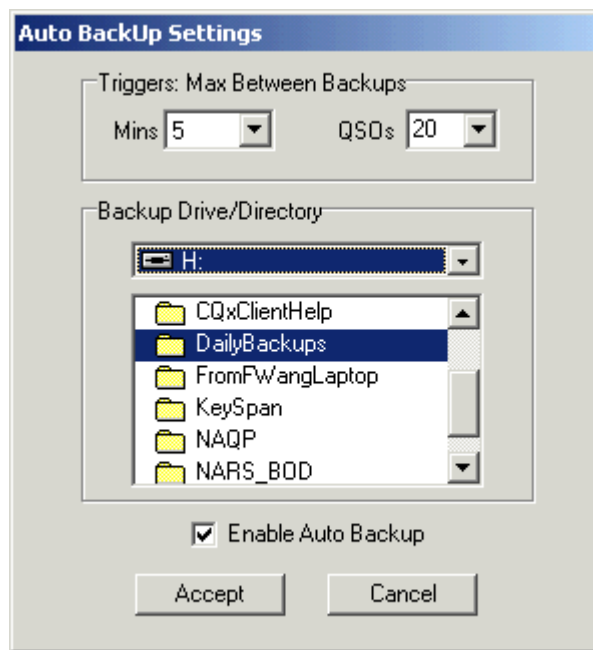 Auto BackUp Settings
Triggers: Max Between Backups
Mins 5 QSOs 20
Backup Drive/Directory
H:
CQxClientHelp
DailyBackups
FromFWangLaptop
KeySpan
NAQP
NARS_BOD
Enable Auto Backup
Accept Cancel